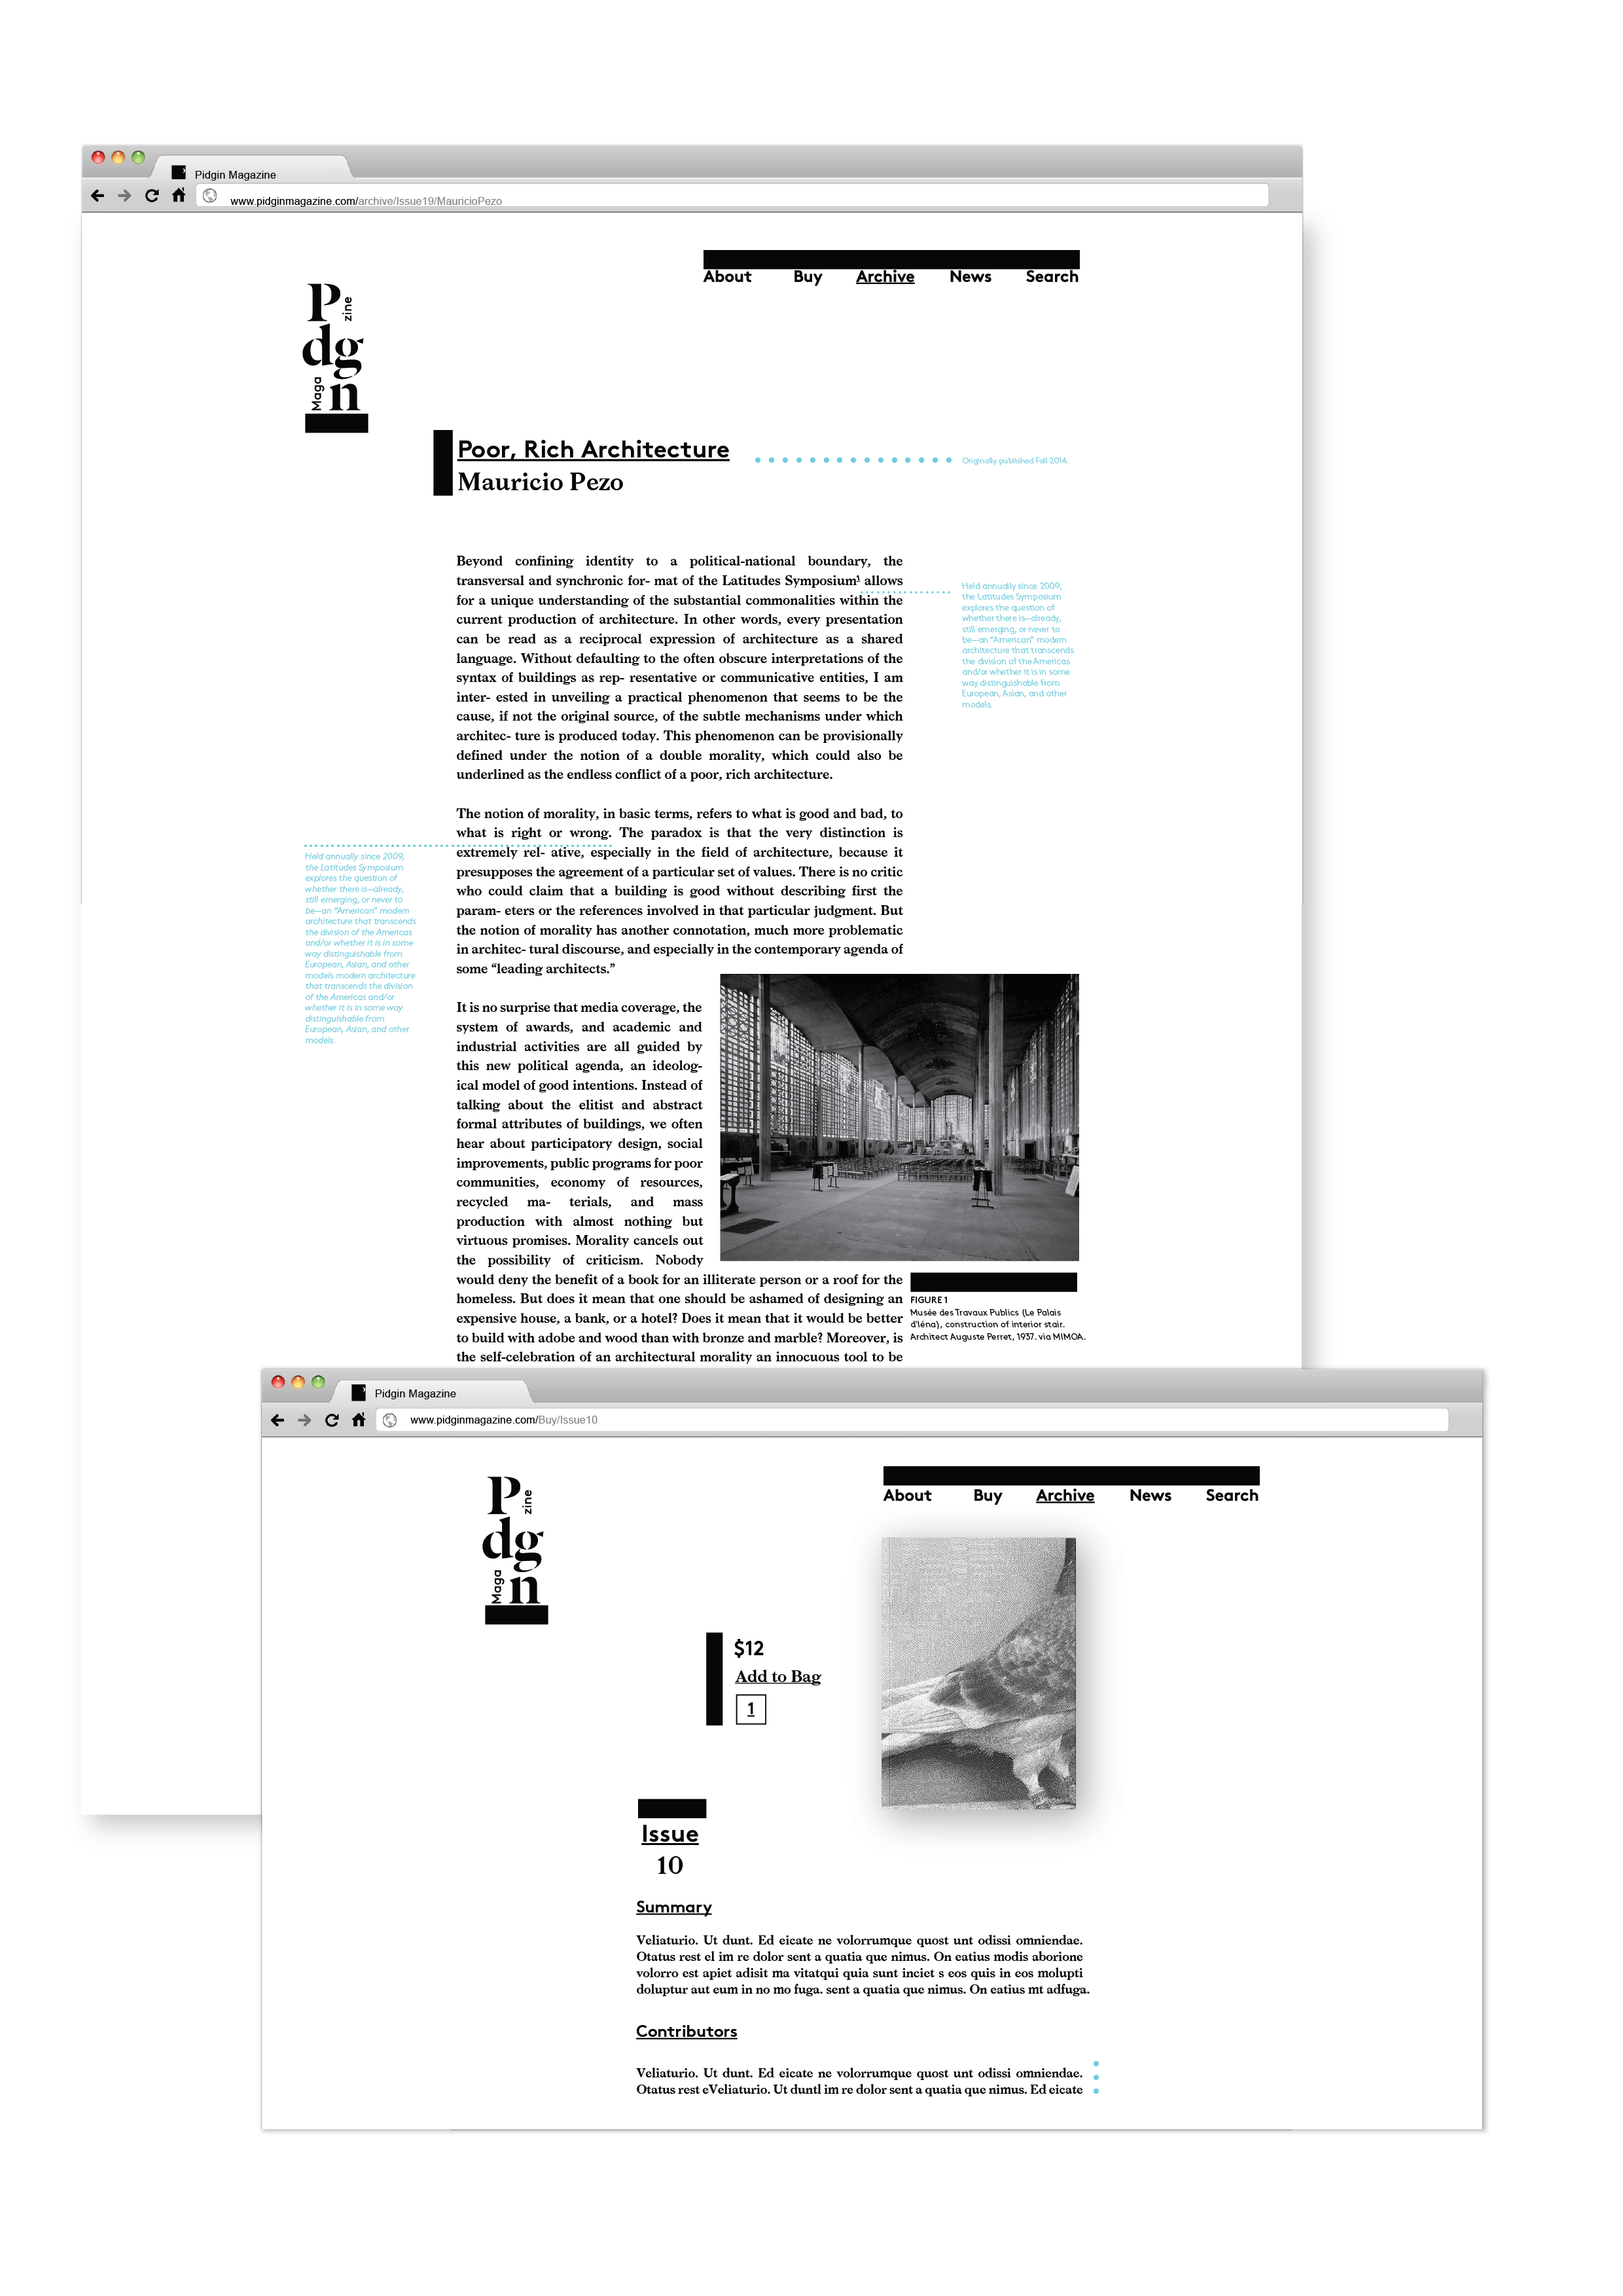 Pidgin Magazine
www.pidginmagazine.com/archive/Issue19/MauricioPezo
About Buy Archive News Search
P
zine
dg
Maga
n
Poor, Rich Architecture
Mauricio Pezo
Originally published Fall 2014.
Beyond confining identity to a political-national boundary, the
transversal and synchronic for- mat of the Latitudes Symposium¹ allows
for a unique understanding of the substantial commonalities within the
current production of architecture. In other words, every presentation
can be read as a reciprocal expression of architecture as a shared
language. Without defaulting to the often obscure interpretations of the
syntax of buildings as rep- resentative or communicative entities, I am
inter- ested in unveiling a practical phenomenon that seems to be the
cause, if not the original source, of the subtle mechanisms under which
architec- ture is produced today. This phenomenon can be provisionally
defined under the notion of a double morality, which could also be
underlined as the endless conflict of a poor, rich architecture.
Held annually since 2009,
the Latitudes Symposium
explores the question of
whether there is—already,
still emerging, or never to
be—an “American” modern
architecture that transcends
the division of the Americas
and/or whether it is in some
way distinguishable from
European, Asian, and other
models.
The notion of morality, in basic terms, refers to what is good and bad, to
what is right or wrong. The paradox is that the very distinction is
extremely rel- ative, especially in the field of architecture, because it
presupposes the agreement of a particular set of values. There is no critic
who could claim that a building is good without describing first the
param- eters or the references involved in that particular judgment. But
the notion of morality has another connotation, much more problematic
in architec- tural discourse, and especially in the contemporary agenda of
some “leading architects.”
Held annually since 2009,
the Latitudes Symposium
explores the question of
whether there is—already,
still emerging, or never to
be—an “American” modern
architecture that transcends
the division of the Americas
and/or whether it is in some
way distinguishable from
European, Asian, and other
models modern architecture
that transcends the division
of the Americas and/or
whether it is in some way
distinguishable from
European, Asian, and other
models.
It is no surprise that media coverage, the
system of awards, and academic and
industrial activities are all guided by
this new political agenda, an ideolog-
ical model of good intentions. Instead of
talking about the elitist and abstract
formal attributes of buildings, we often
hear about participatory design, social
improvements, public programs for poor
communities, economy of resources,
recycled ma- terials, and mass
production with almost nothing but
virtuous promises. Morality cancels out
the possibility of criticism. Nobody
would deny the benefit of a book for an illiterate person or a roof for the
homeless. But does it mean that one should be ashamed of designing an
expensive house, a bank, or a hotel? Does it mean that it would be better
to build with adobe and wood than with bronze and marble? Moreover, is
the self-celebration of an architectural morality an innocuous tool to be
FIGURE 1
Musée des Travaux Publics (Le Palais
d'Iéna), construction of interior stair.
Architect Auguste Perret, 1937. via MIMOA.
Pidgin Magazine
www.pidginmagazine.com/Buy/Issue10
About Buy Archive News Search
P
zine
dg
Maga
n
$12
Add to Bag
1
Issue
10
Summary
Veliaturio. Ut dunt. Ed eicate ne volorrumque quost unt odissi omniendae.
Otatus rest el im re dolor sent a quatia que nimus. On eatius modis aborione
volorro est apiet adisit ma vitatqui quia sunt inciet s eos quis in eos molupti
doluptur aut eum in no mo fuga. sent a quatia que nimus. On eatius mt adfuga.
Contributors
Veliaturio. Ut dunt. Ed eicate ne volorrumque quost unt odissi omniendae.
Otatus rest eVeliaturio. Ut duntl im re dolor sent a quatia que nimus. Ed eicate